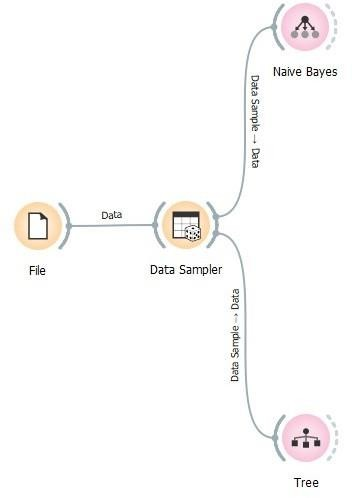 Naive Bayes
Data Sample → Data
Data
File
Data Sampler
Data Sample → Data
Tree